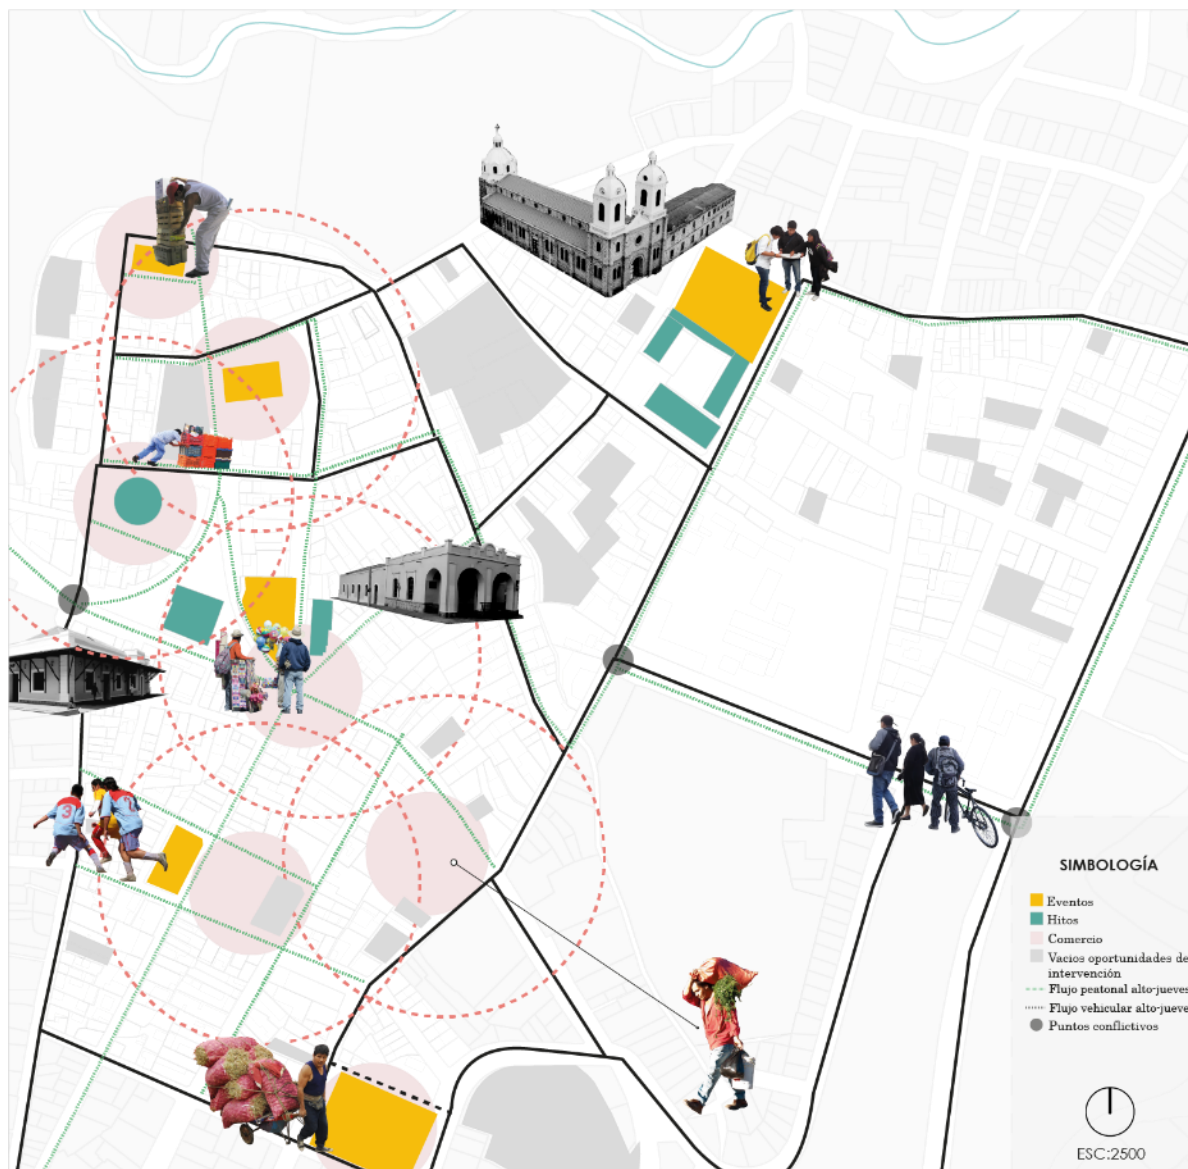 SIMBOLOGÍA
Eventos
Hitos
Comercio
Vacios oportunidades de
intervención
Flujo peatonal alto-jueves
Flujo vehicular alto-jueve
Puntos conflictivos
ESC:2500